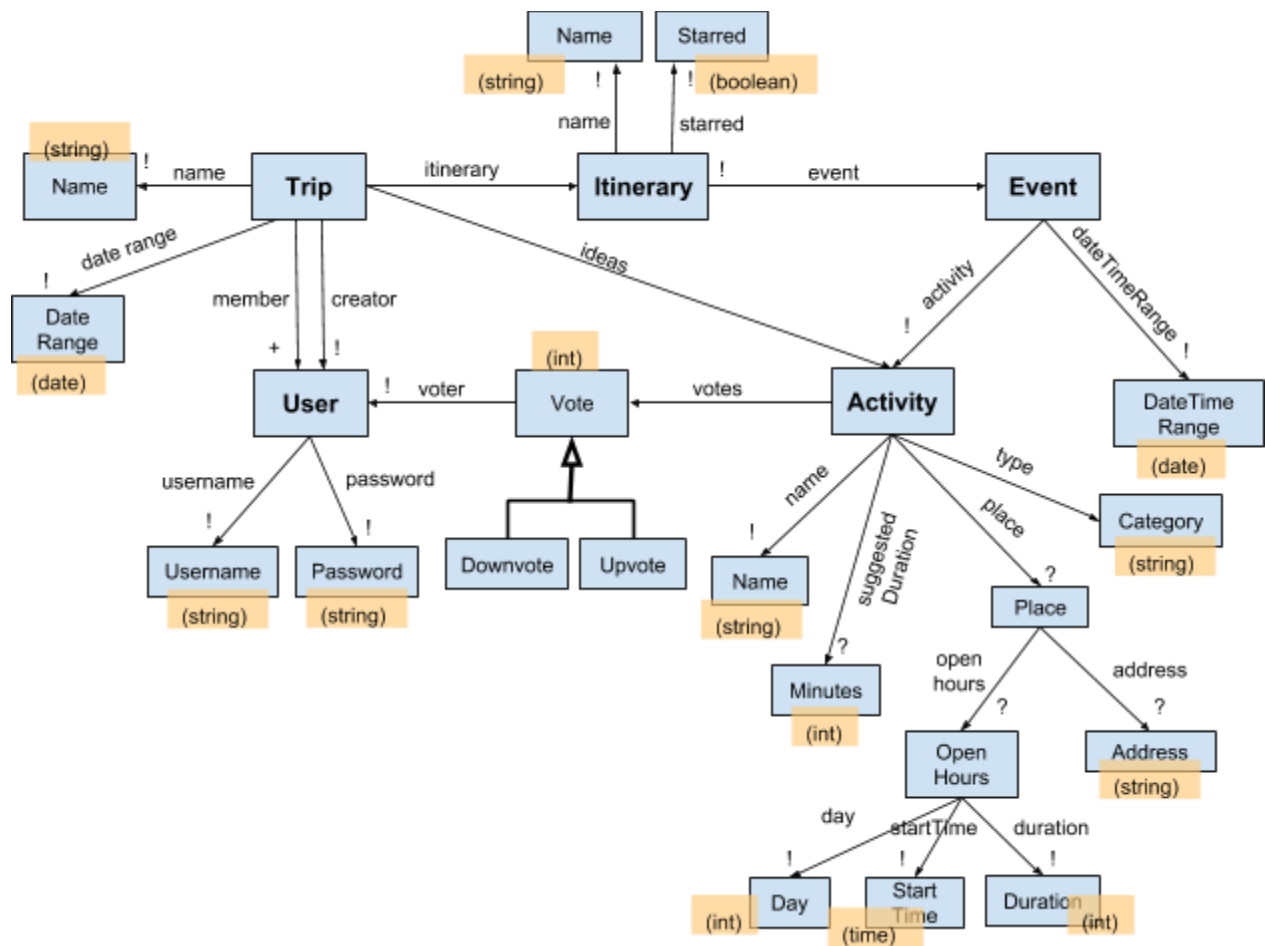 Name
Starred
(string)
!
!
(boolean)
name
starred
(string)
!
Name
name
Trip
itinerary
Itinerary
!
event
Event
date range
!
Date
Range
(date)
member
creator
+
!
ideas
activity
!
dateTimeRange
!
(int)
User
!
voter
Vote
votes
Activity
DateTime
Range
(date)
username
password
!
!
Username
(string)
Password
(string)
Downvote
Upvote
name
!
Name
(string)
suggested
Duration
?
Minutes
(int)
place
?
Place
type
Category
(string)
open
hours
?
address
?
Open
Hours
Address
(string)
day
startTime
duration
!
!
!
Day
(int)
Start
Time
(time)
Duration
(int)